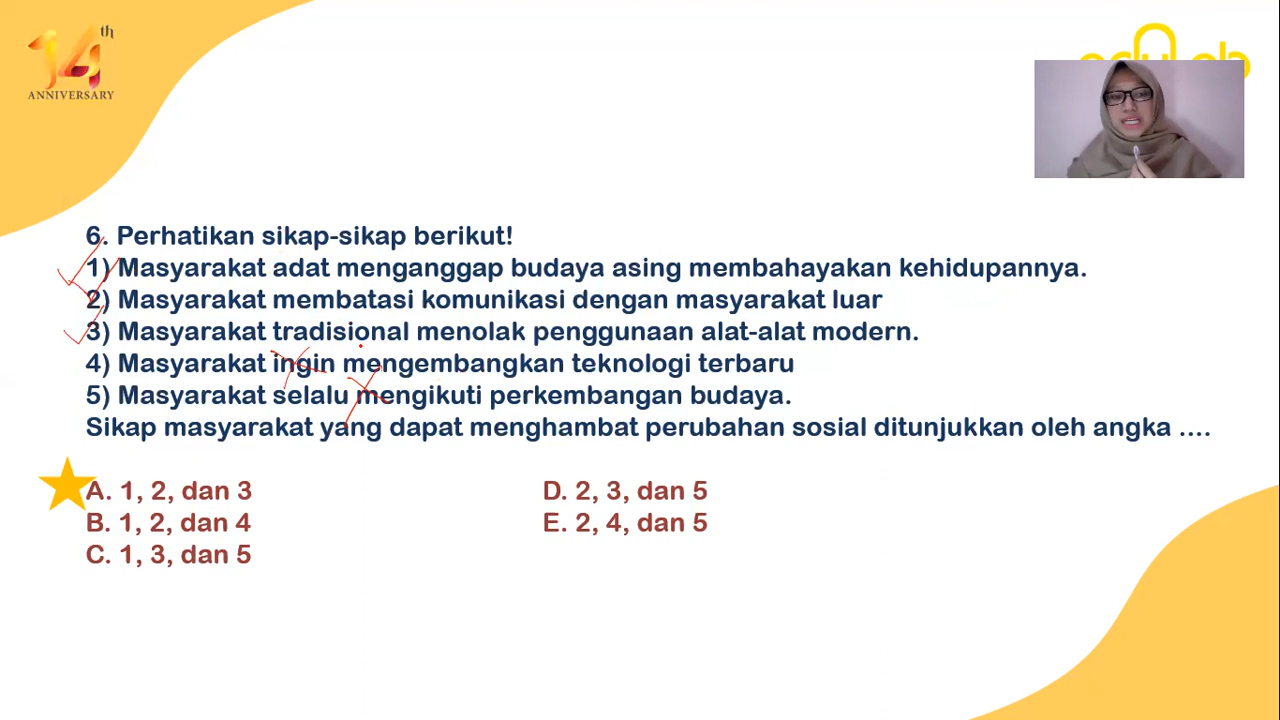 14th
ANNIVERSARY
6. Perhatikan sikap-sikap berikut!
1) Masyarakat adat menganggap budaya asing membahayakan kehidupannya.
2) Masyarakat membatasi komunikasi dengan masyarakat luar
3) Masyarakat tradisional menolak penggunaan alat-alat modern.
4) Masyarakat ingin mengembangkan teknologi terbaru
5) Masyarakat selalu mengikuti perkembangan budaya.
Sikap masyarakat yang dapat menghambat perubahan sosial ditunjukkan oleh angka ....
A. 1, 2, dan 3
B. 1, 2, dan 4
C. 1, 3, dan 5
D. 2, 3, dan 5
E. 2, 4, dan 5